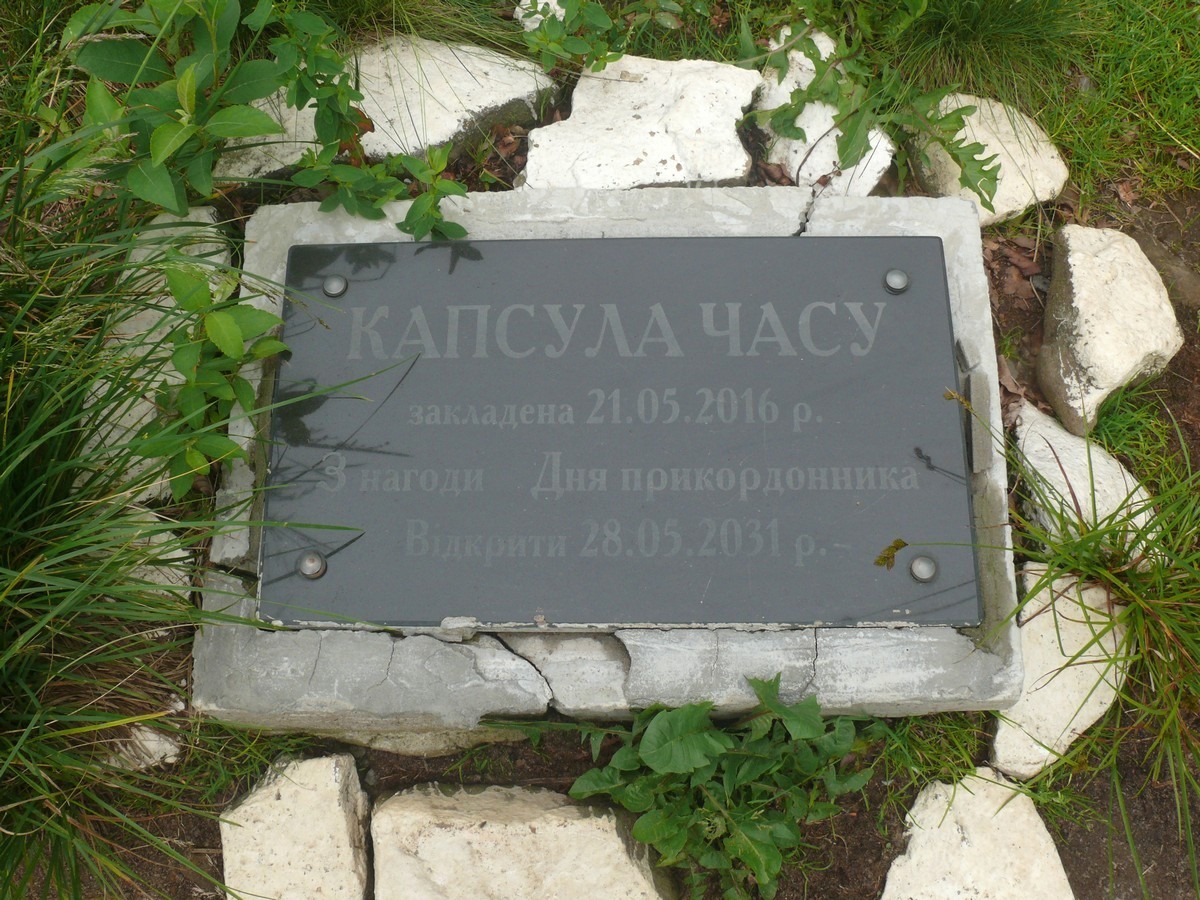 КАПСУЛА ЧАСУ
закладена 21.05.2016 р.
З нагоди Дня прикордонника
Відкрити 28.05.2031 р.